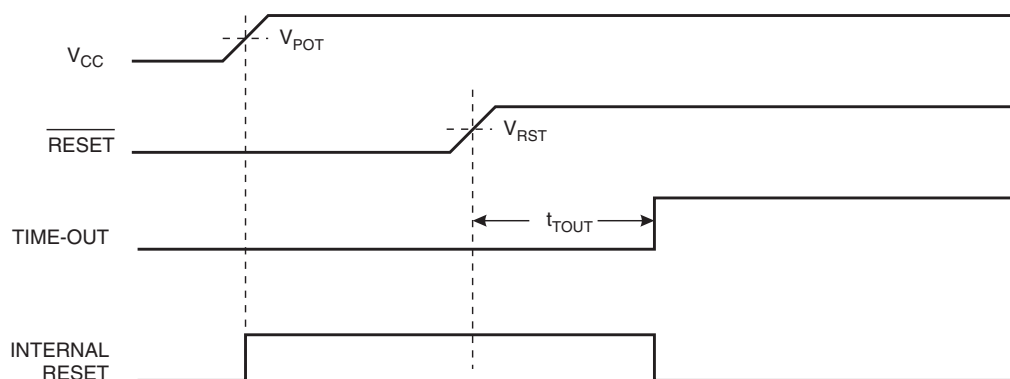 V_CC
V_POT
RESET
V_RST
TIME-OUT
t_TOUT
INTERNAL
RESET